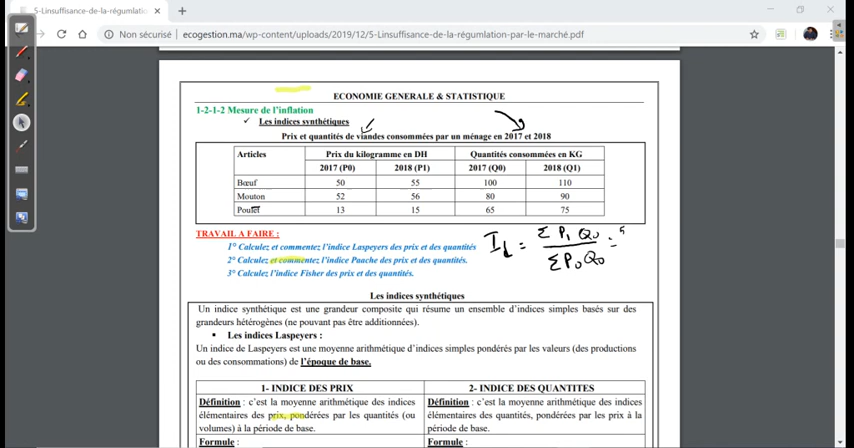 5-Linsuffisance-de-la-régumlatio
Non sécurisé | ecogestion.ma/wp-content/uploads/2019/12/5-Linsuffisance-de-la-régumlation-par-le-marché.pdf
ECONOMIE GENERALE & STATISTIQUE
1-2-1-2 Mesure de l'inflation
✓ Les indices synthétiques
Prix et quantités de viandes consommées par un ménage en 2017 et 2018
Articles Prix du kilogramme en DH Quantités consommées en KG
2017 (P0) 2018 (P1) 2017 (Q0) 2018 (Q1)
Bœuf 50 55 100 110
Mouton 52 56 80 90
Poulet 13 15 65 75
TRAVAIL A FAIRE :
1° Calculez et commentez l'indice Laspeyers des prix et des quantités
2° Calculez et commentez l'indice Paache des prix et des quantités.
3° Calculez l'indice Fisher des prix et des quantités.
IL = Σ P1 Q0 / Σ P0 Q0 =
Les indices synthétiques
Un indice synthétique est une grandeur composite qui résume un ensemble d'indices simples basés sur des
grandeurs hétérogènes (ne pouvant pas être additionnées).
▪ Les indices Laspeyers :
Un indice de Laspeyers est une moyenne arithmétique d'indices simples pondérés par les valeurs (des productions
ou des consommations) de l'époque de base.
1- INDICE DES PRIX 2- INDICE DES QUANTITES
Définition : c'est la moyenne arithmétique des indices
élémentaires des prix, pondérées par les quantités (ou
volumes) à la période de base.
Formule :
Définition : c'est la moyenne arithmétique des indices
élémentaires des quantités, pondérées par les prix à la
période de base.
Formule :